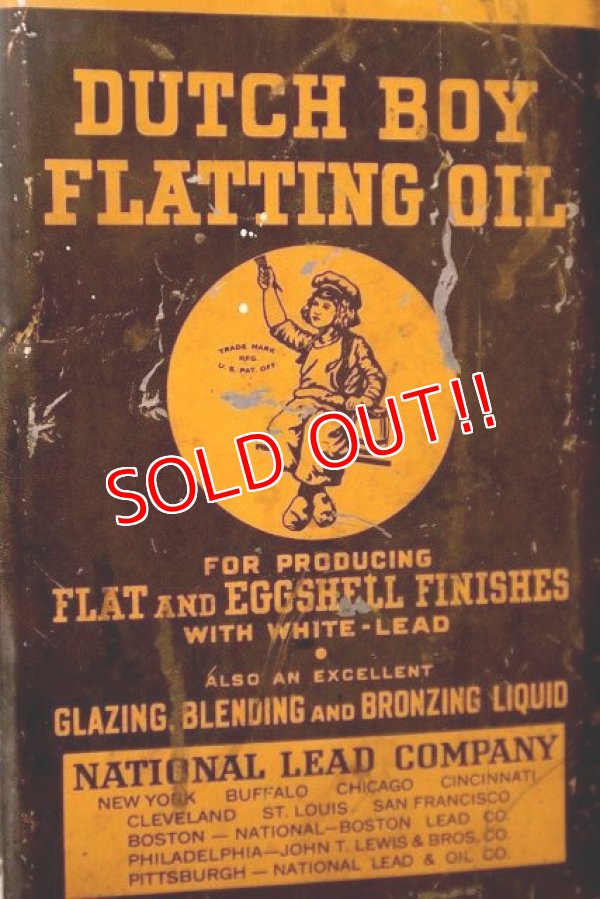 DUTCH BOY
FLATTING OIL
TRADE MARK
REG.
U. S. PAT. OFF.
SOLD OUT!!
FOR PRODUCING
FLAT AND EGGSHELL FINISHES
WITH WHITE-LEAD
•
ALSO AN EXCELLENT
GLAZING, BLENDING AND BRONZING LIQUID
NATIONAL LEAD COMPANY
NEW YORK BUFFALO CHICAGO CINCINNATI
CLEVELAND ST. LOUIS SAN FRANCISCO
BOSTON — NATIONAL-BOSTON LEAD CO.
PHILADELPHIA—JOHN T. LEWIS & BROS. CO.
PITTSBURGH — NATIONAL LEAD & OIL CO.